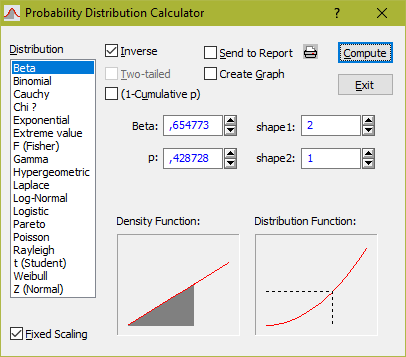 Probability Distribution Calculator
?
Distribution
Beta
Binomial
Cauchy
Chi ?
Exponential
Extreme value
F (Fisher)
Gamma
Hypergeometric
Laplace
Log-Normal
Logistic
Pareto
Poisson
Rayleigh
t (Student)
Weibull
Z (Normal)
Fixed Scaling
Inverse
Send to Report
Compute
Two-tailed
Create Graph
Exit
(1-Cumulative p)
Beta: ,654773 shape1: 2
p: ,428728 shape2: 1
Density Function: Distribution Function: